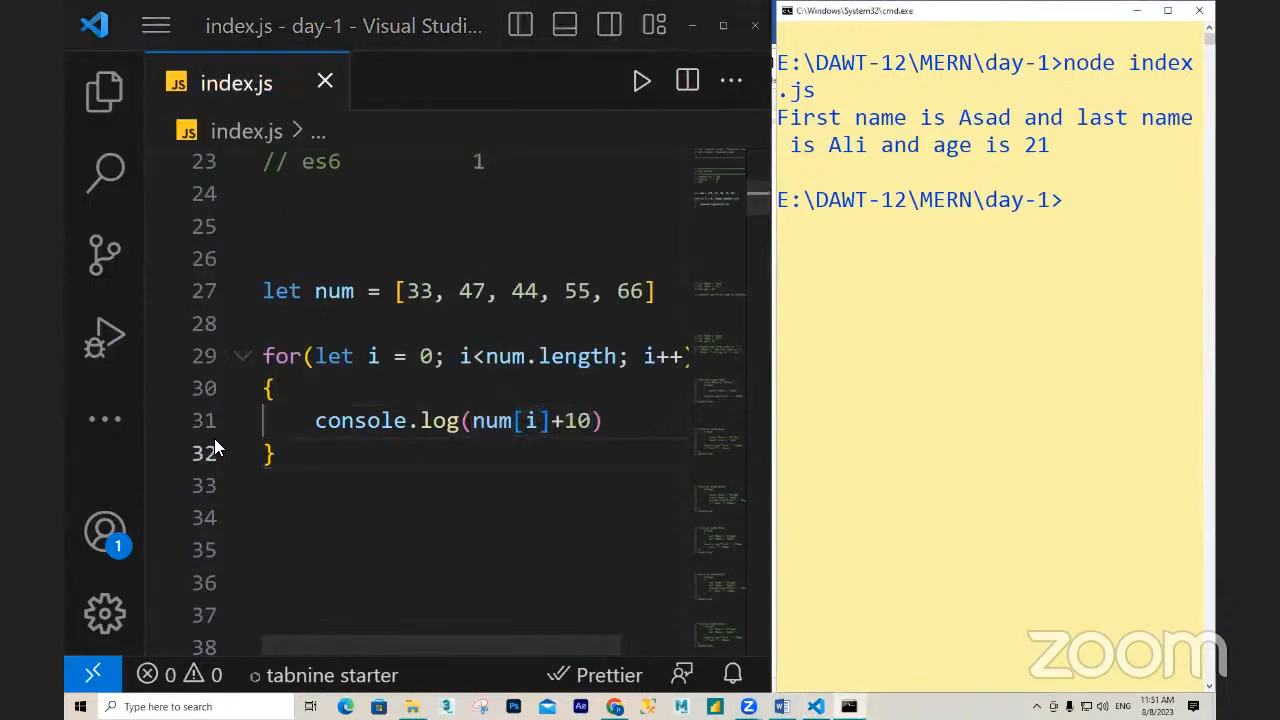 index.js - day-1 - Visual Studi...
index.js
index.js > ...
23 // es6 1
24
25
26
27 let num = [33, 47, 44, 55, 66]
28
29 for(let i = 0; i<num.length; i++)
30 {
31 console.log(num[i]+10)
32 }
33
34
35
36
37
38
1
0 0 tabnine starter Prettier
C:\Windows\System32\cmd.exe
E:\DAWT-12\MERN\day-1>node index
.js
First name is Asad and last name
is Ali and age is 21
E:\DAWT-12\MERN\day-1>
zoom
Type here to search
ENG
11:51 AM
8/8/2023